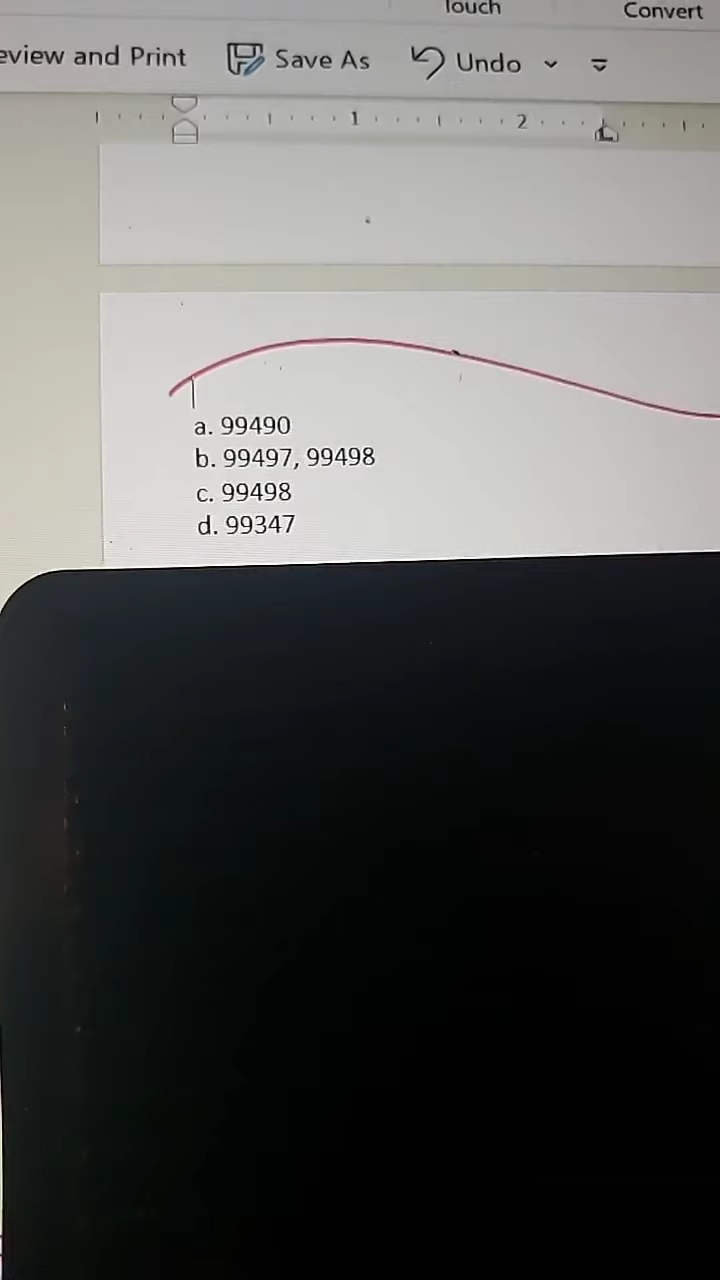 Touch Convert
eview and Print Save As Undo
1 2
a. 99490
b. 99497, 99498
c. 99498
d. 99347